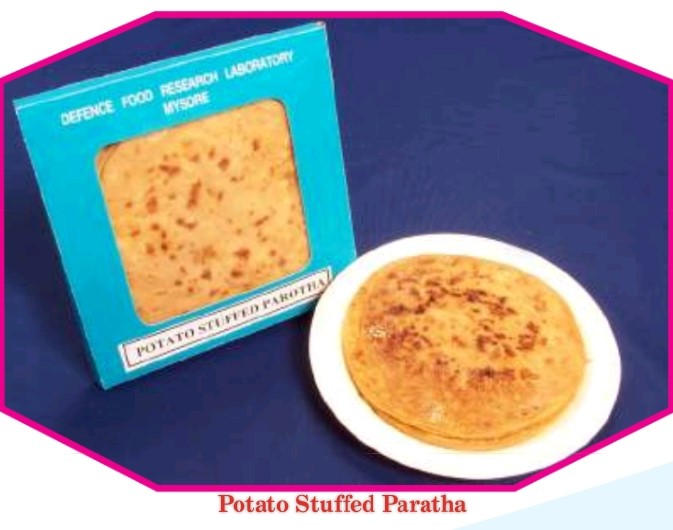 DEFENCE FOOD RESEARCH LABORATORY
MYSORE
POTATO STUFFED PAROTHA
Potato Stuffed Paratha